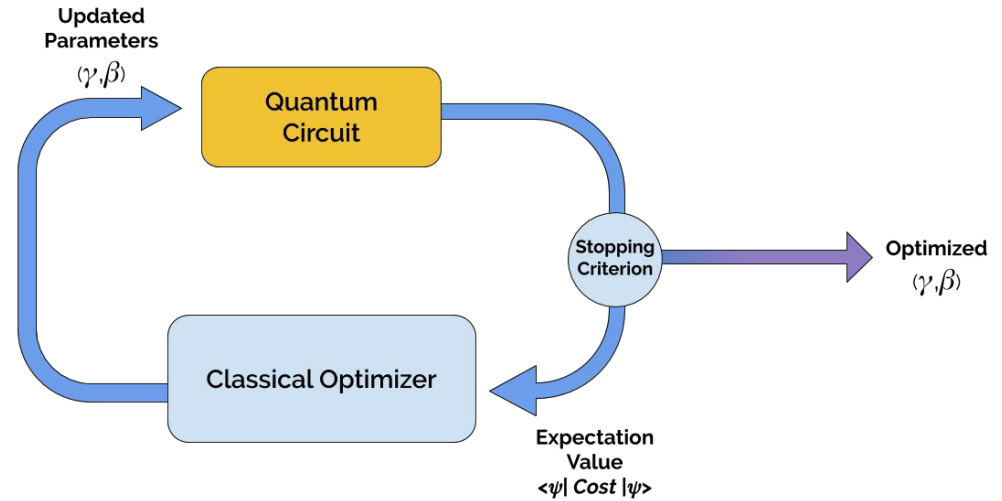 Updated
Parameters
(γ,β)
Quantum
Circuit
Stopping
Criterion
Optimized
(γ,β)
Classical Optimizer
Expectation
Value
<ψ| Cost |ψ>